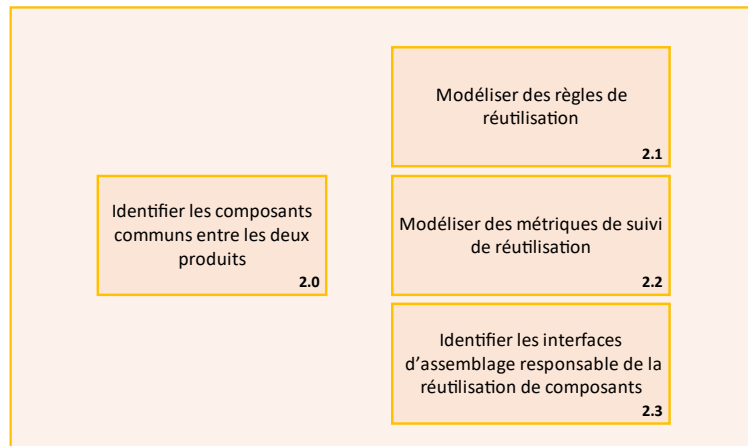 Modéliser des règles de
réutilisation
2.1
Identifier les composants
communs entre les deux
produits
2.0
Modéliser des métriques de suivi
de réutilisation
2.2
Identifier les interfaces
d'assemblage responsable de la
réutilisation de composants
2.3